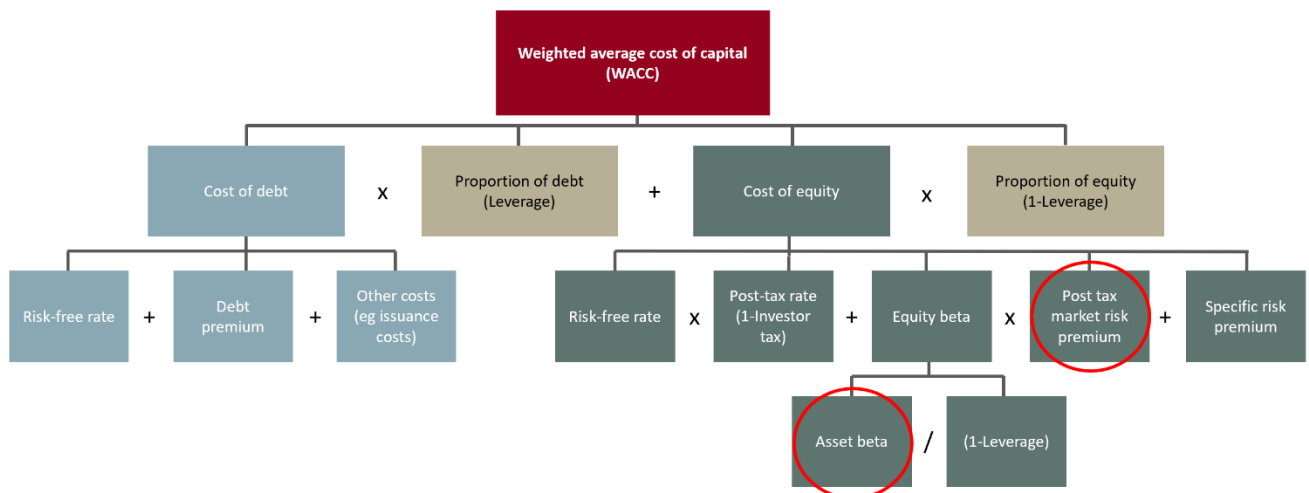 Weighted average cost of capital
(WACC)
Cost of debt
x
Proportion of debt
(Leverage)
+
Cost of equity
x
Proportion of equity
(1-Leverage)
Risk-free rate
+
Debt
premium
+
Other costs
(eg issuance
costs)
Risk-free rate
x
Post-tax rate
(1-Investor
tax)
+
Equity beta
x
Post tax
market risk
premium
+
Specific risk
premium
Asset beta
/
(1-Leverage)